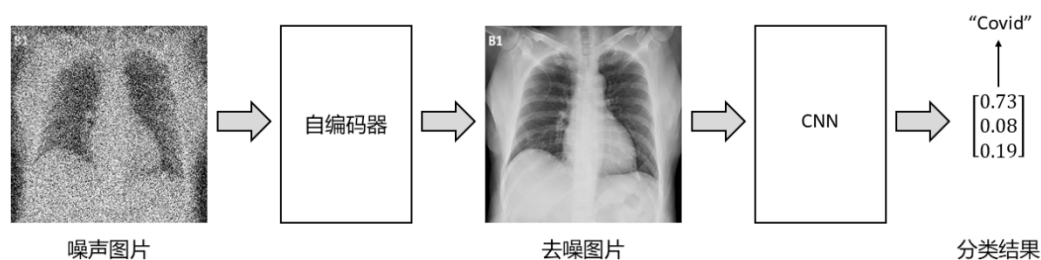 “Covid”
B1
B1
自编码器
CNN
[0.73
0.08
0.19]
噪声图片
去噪图片
分类结果